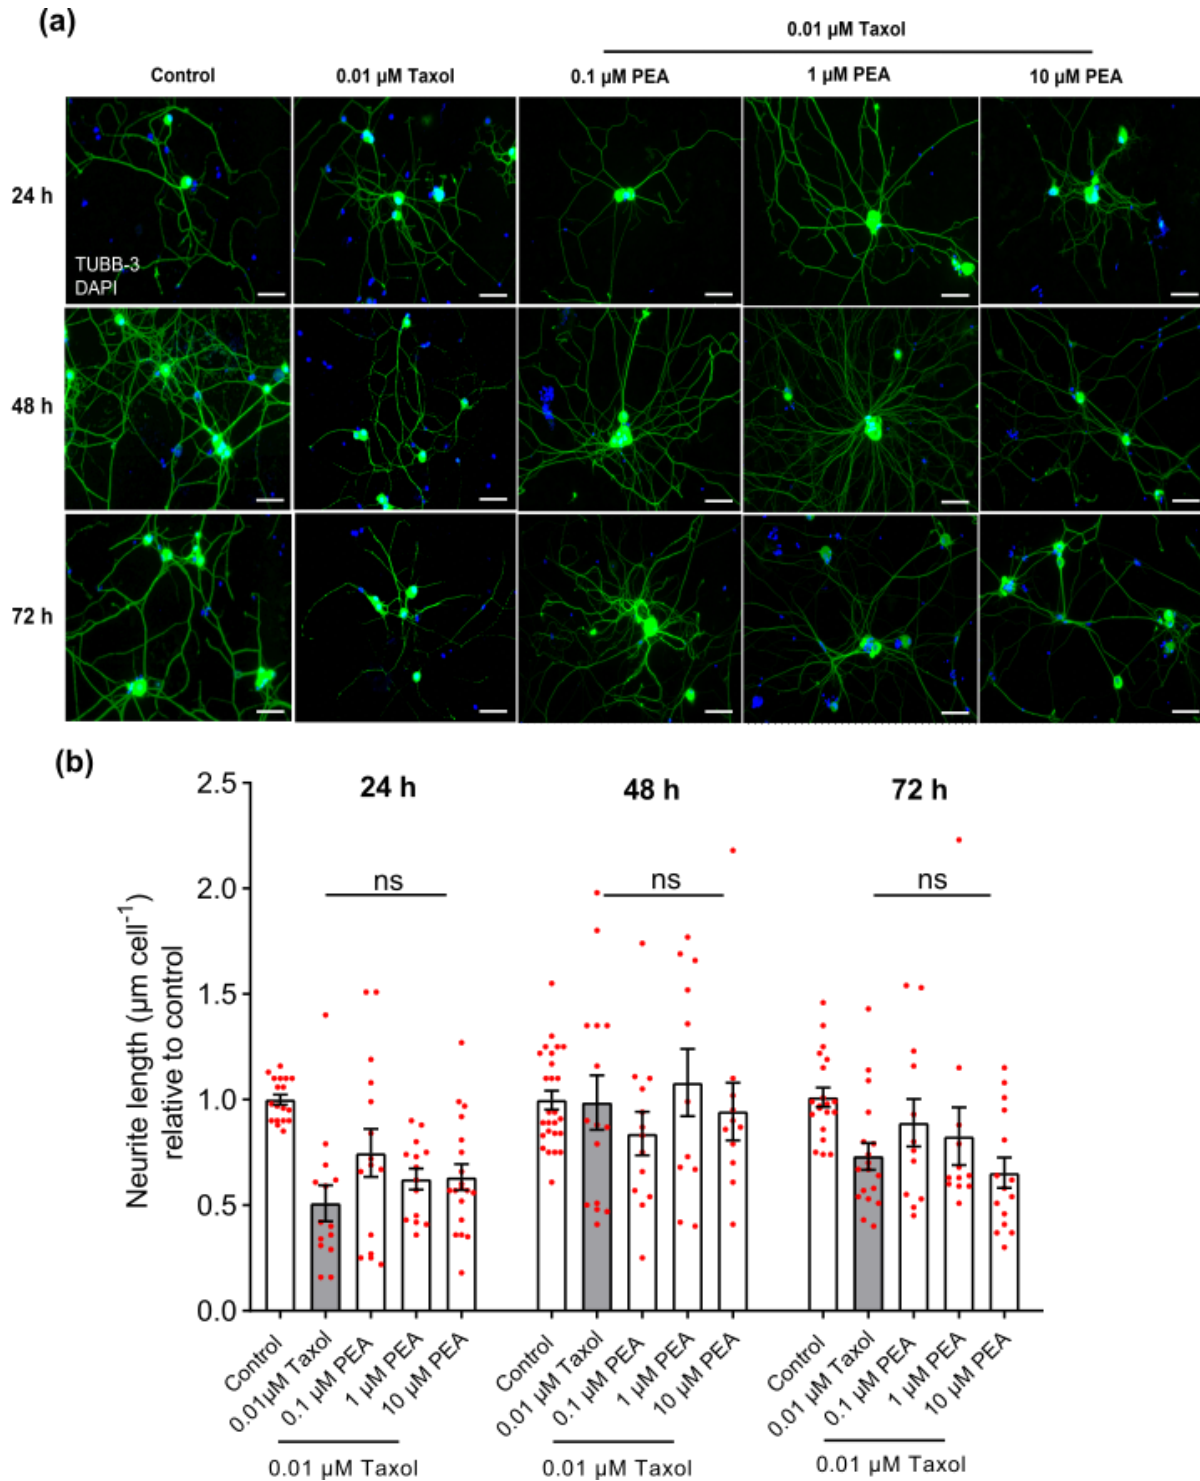 (a)
0.01 µM Taxol
Control 0.01 µM Taxol 0.1 µM PEA 1 µM PEA 10 µM PEA
24 h
TUBB-3
DAPI
48 h
72 h
(b)
24 h 48 h 72 h
ns ns ns
Neurite length (µm cell⁻¹)
relative to control
2.5
2.0
1.5
1.0
0.5
0.0
Control 0.01µM Taxol 0.1 µM PEA 1 µM PEA 10 µM PEA Control 0.01 µM Taxol 0.1 µM PEA 1 µM PEA 10 µM PEA Control 0.01 µM Taxol 0.1 µM PEA 1 µM PEA 10 µM PEA
0.01 µM Taxol 0.01 µM Taxol 0.01 µM Taxol